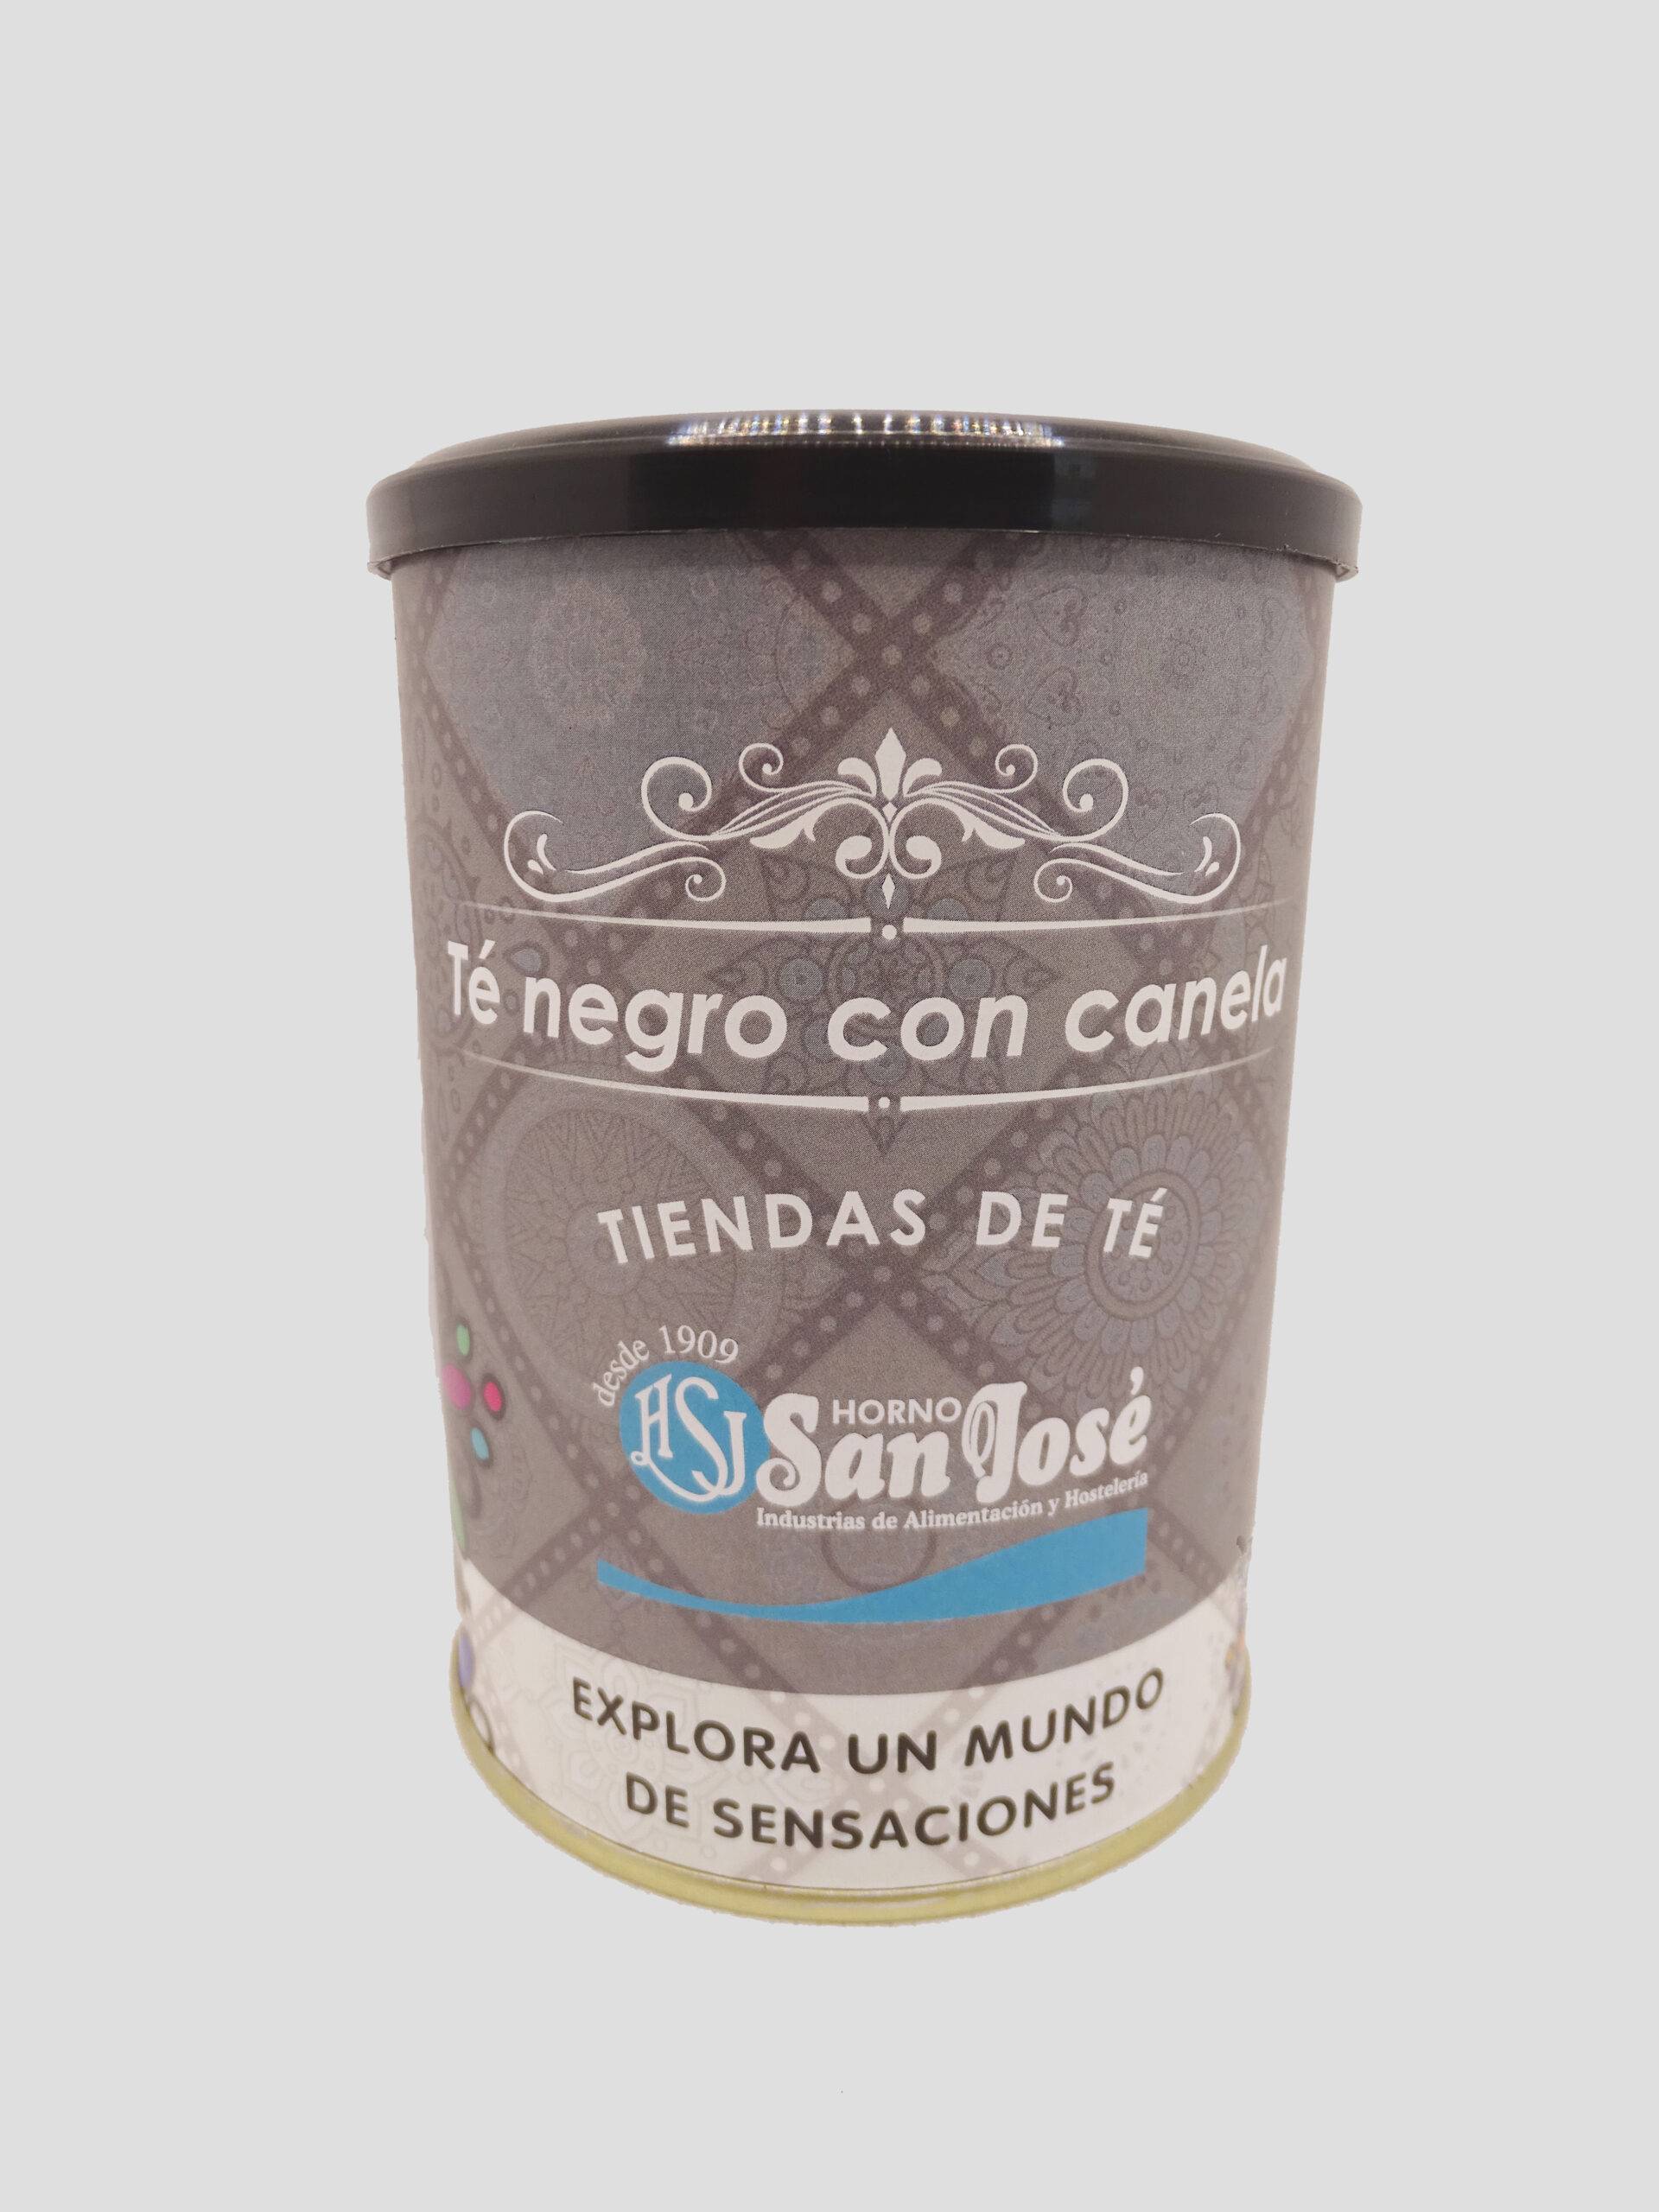 Té negro con canela
TIENDAS DE TÉ
desde 1909
HSJ
HORNO
San José
Industrias de Alimentación y Hostelería
EXPLORA UN MUNDO
DE SENSACIONES